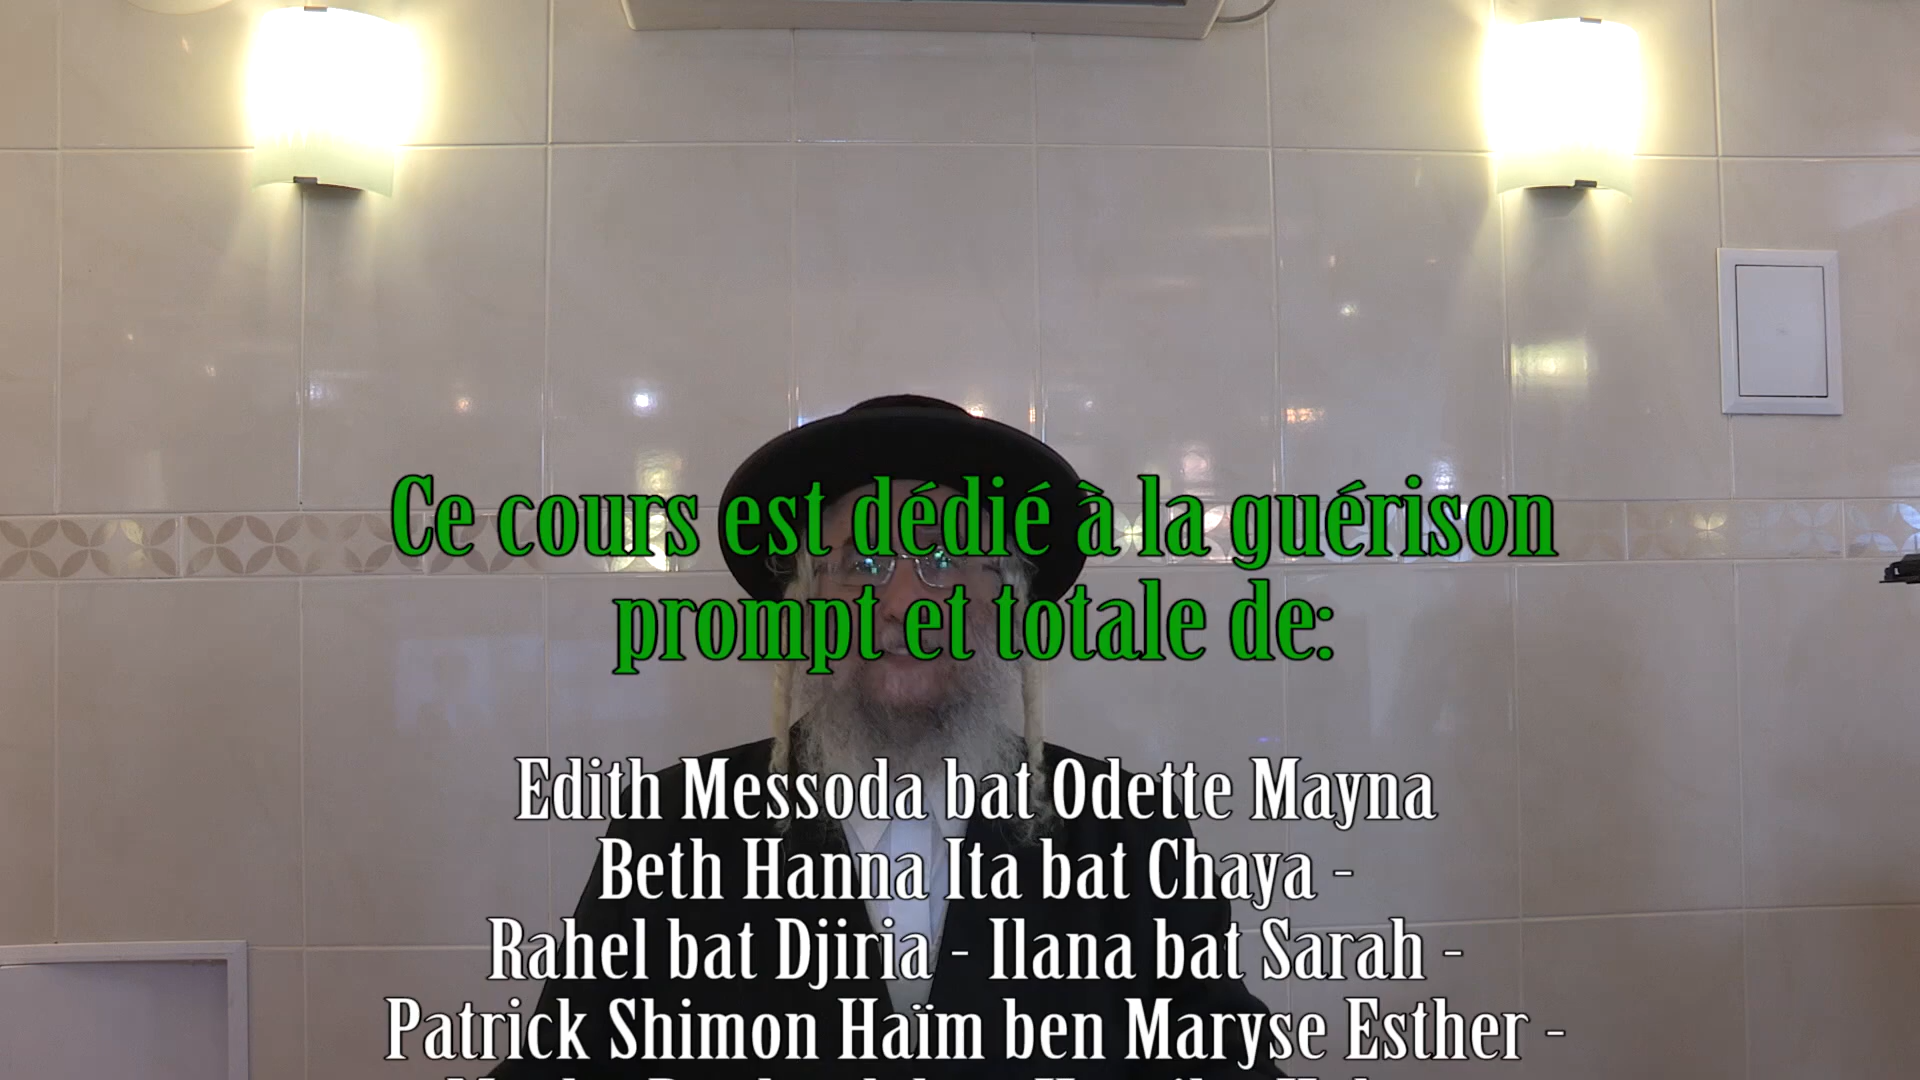 Ce cours est dédié à la guérison
prompt et totale de:
Edith Messoda bat Odette Mayna
Beth Hanna Ita bat Chaya -
Rahel bat Djiria - Ilana bat Sarah -
Patrick Shimon Haïm ben Maryse Esther -